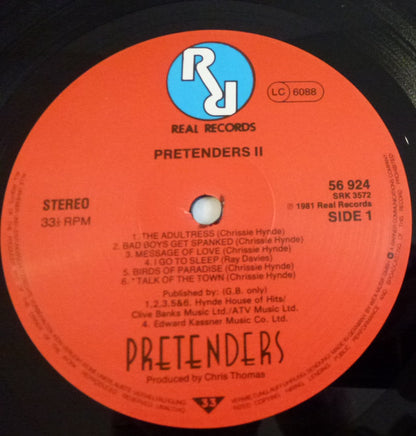 RR
REAL RECORDS
LC 6088
PRETENDERS II
STEREO
33⅓ RPM
56 924
SRK 3572
℗ 1981 Real Records
SIDE 1
1. THE ADULTRESS (Chrissie Hynde)
2. BAD BOYS GET SPANKED (Chrissie Hynde)
3. MESSAGE OF LOVE (Chrissie Hynde)
4. I GO TO SLEEP (Ray Davies)
5. BIRDS OF PARADISE (Chrissie Hynde)
6. * TALK OF THE TOWN (Chrissie Hynde)
Published by: (G.B. only)
1,2,3,5&6. Hynde House of Hits/
Clive Banks Music Ltd./ATV Music Ltd.
4. Edward Kassner Music Co. Ltd.
PRETENDERS
Produced by Chris Thomas
33